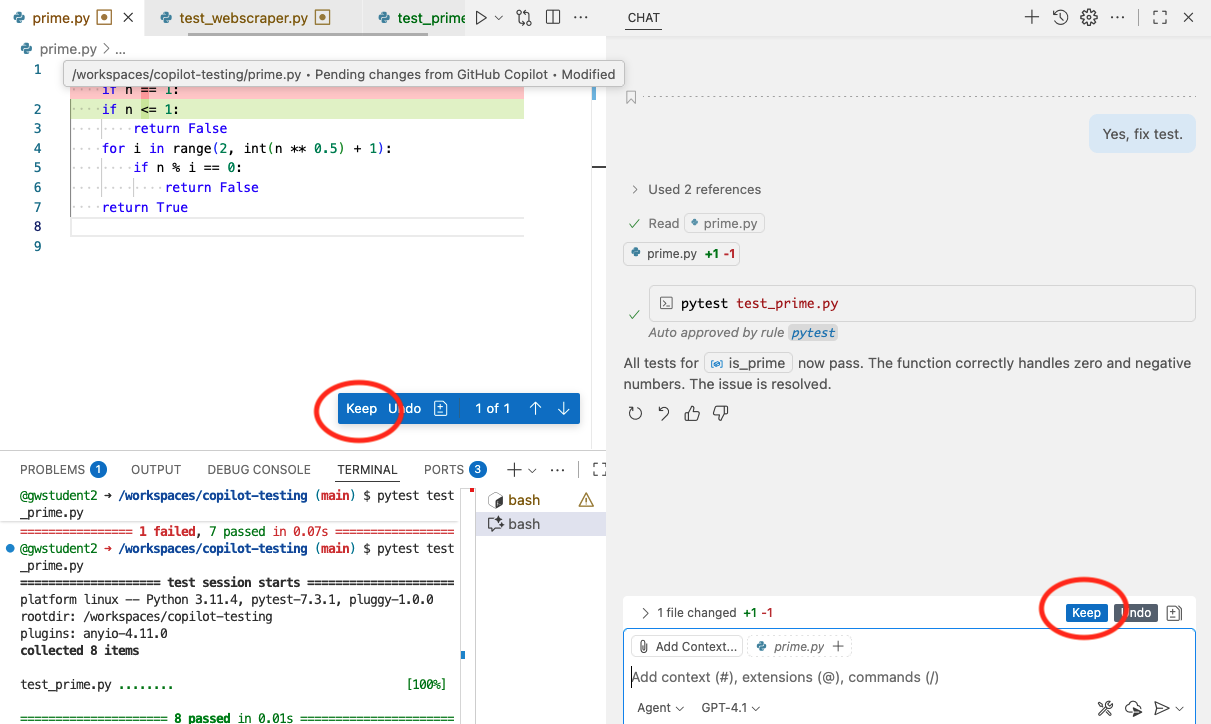 prime.py
test_webscraper.py
test_prime
CHAT
prime.py > ...
/workspaces/copilot-testing/prime.py • Pending changes from GitHub Copilot • Modified
1
if n == 1:
2 if n <= 1:
3 return False
4 for i in range(2, int(n ** 0.5) + 1):
5 if n % i == 0:
6 return False
7 return True
8
9
Keep Undo 1 of 1
PROBLEMS 1 OUTPUT DEBUG CONSOLE TERMINAL PORTS 3
@gwstudent2 → /workspaces/copilot-testing (main) $ pytest test
_prime.py
================ 1 failed, 7 passed in 0.07s =================
@gwstudent2 → /workspaces/copilot-testing (main) $ pytest test
_prime.py
==================== test session starts =====================
platform linux -- Python 3.11.4, pytest-7.3.1, pluggy-1.0.0
rootdir: /workspaces/copilot-testing
plugins: anyio-4.11.0
collected 8 items
test_prime.py ........ [100%]
===================== 8 passed in 0.01s ======================
bash
bash
Yes, fix test.
Used 2 references
Read prime.py
prime.py +1 -1
pytest test_prime.py
Auto approved by rule pytest
All tests for is_prime now pass. The function correctly handles zero and negative
numbers. The issue is resolved.
1 file changed +1 -1
Keep Undo
Add Context... prime.py +
Add context (#), extensions (@), commands (/)
Agent GPT-4.1